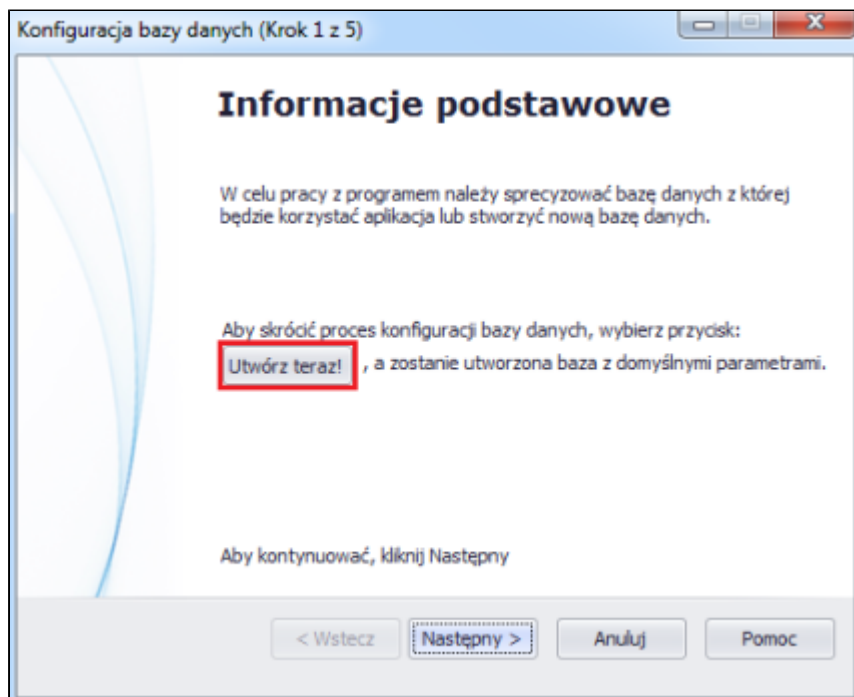 Konfiguracja bazy danych (Krok 1 z 5)
Informacje podstawowe
W celu pracy z programem należy sprecyzować bazę danych z której
będzie korzystać aplikacja lub stworzyć nową bazę danych.
Aby skrócić proces konfiguracji bazy danych, wybierz przycisk:
Utwórz teraz! , a zostanie utworzona baza z domyślnymi parametrami.
Aby kontynuować, kliknij Następny
< Wstecz Następny > Anuluj Pomoc